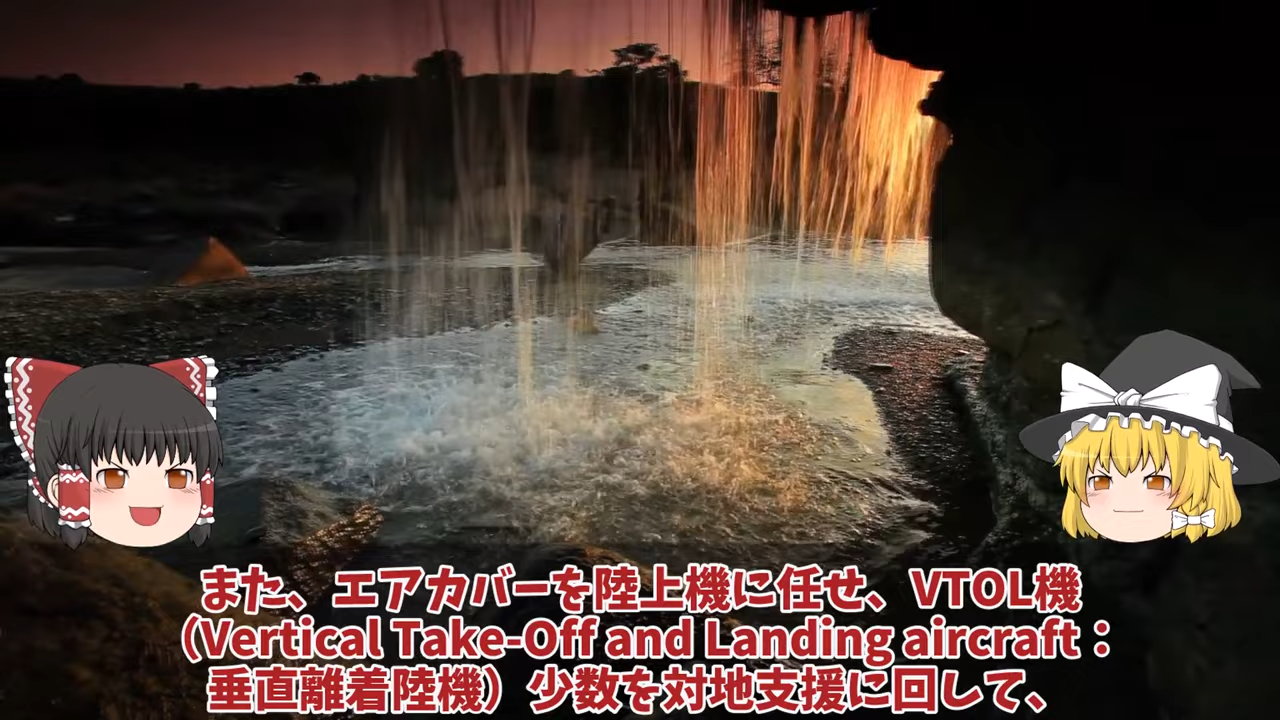 また、エアカバーを陸上機に任せ、VTOL機
（Vertical Take-Off and Landing aircraft：
垂直離着陸機）少数を対地支援に回して、